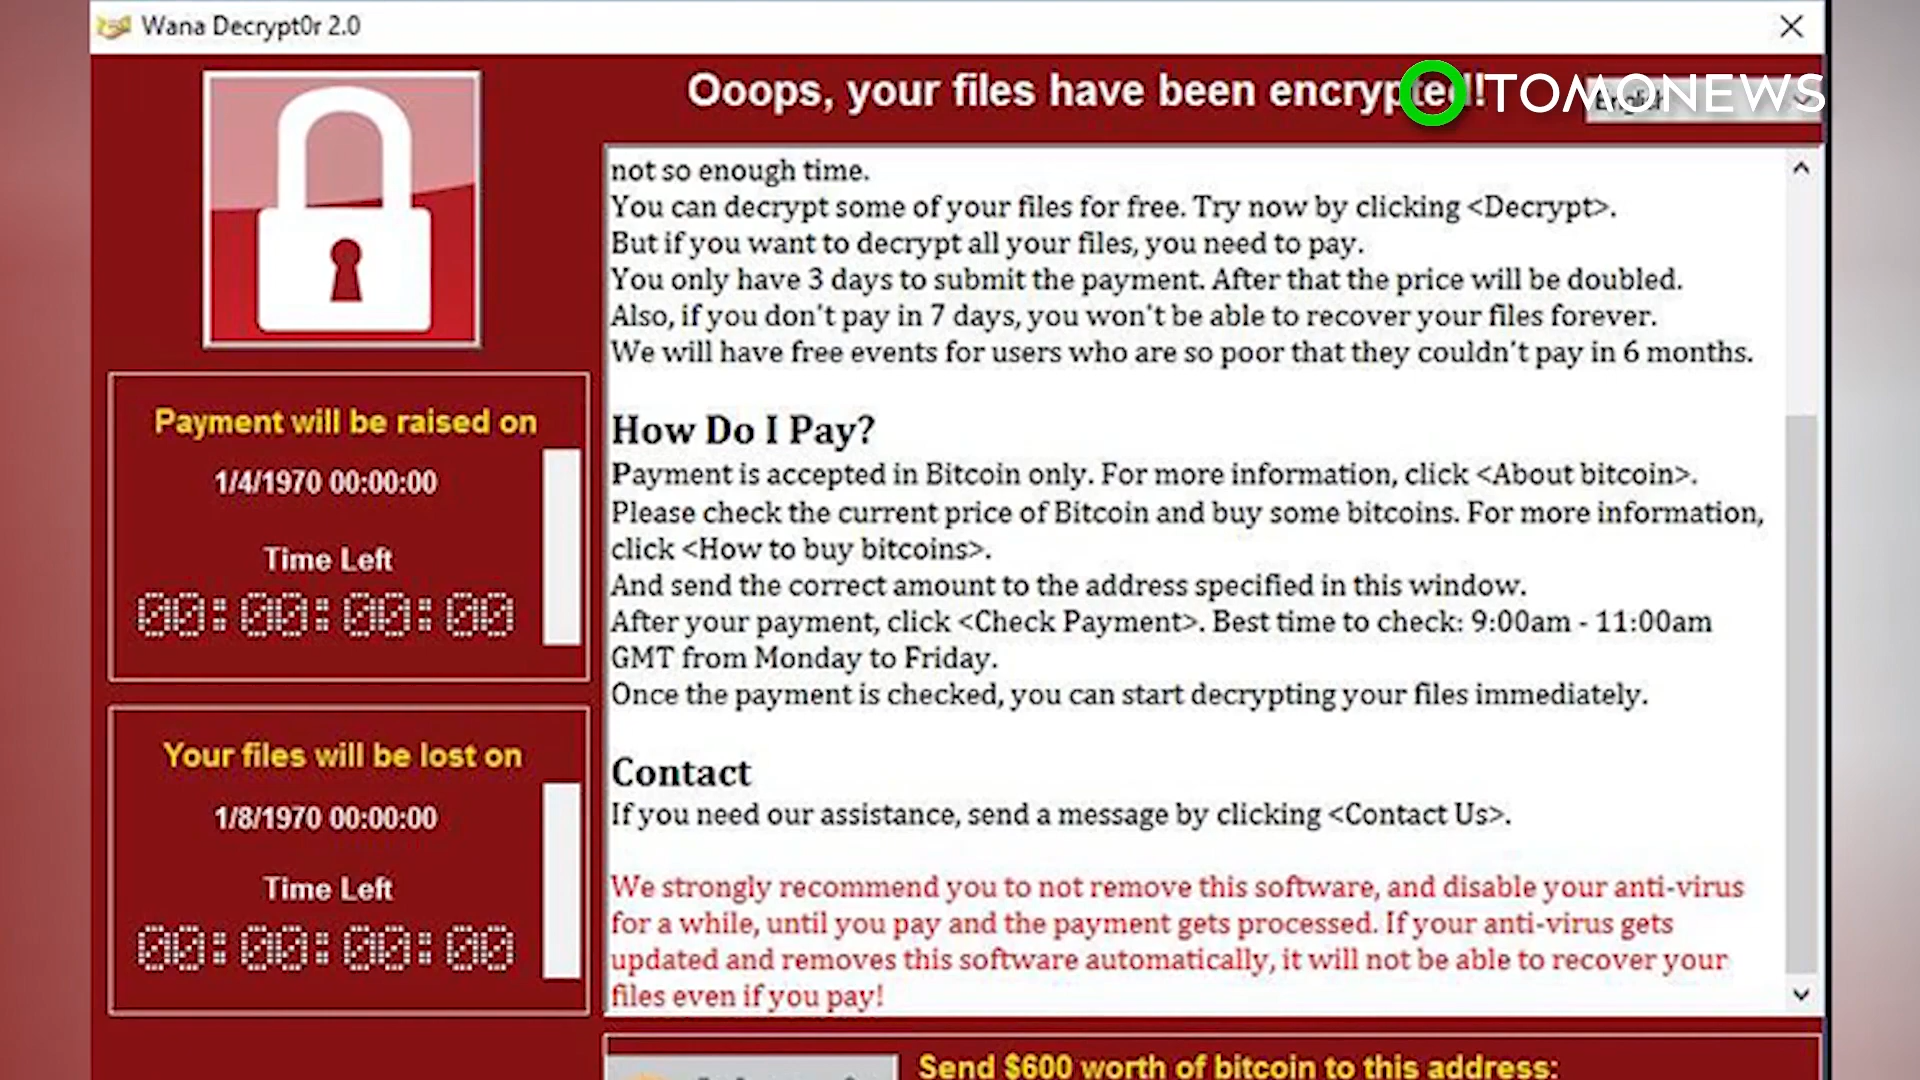 Wana Decrypt0r 2.0
Ooops, your files have been encrypted!
English
TOMONEWS
not so enough time.
You can decrypt some of your files for free. Try now by clicking <Decrypt>.
But if you want to decrypt all your files, you need to pay.
You only have 3 days to submit the payment. After that the price will be doubled.
Also, if you don't pay in 7 days, you won't be able to recover your files forever.
We will have free events for users who are so poor that they couldn't pay in 6 months.
How Do I Pay?
Payment is accepted in Bitcoin only. For more information, click <About bitcoin>.
Please check the current price of Bitcoin and buy some bitcoins. For more information,
click <How to buy bitcoins>.
And send the correct amount to the address specified in this window.
After your payment, click <Check Payment>. Best time to check: 9:00am - 11:00am
GMT from Monday to Friday.
Once the payment is checked, you can start decrypting your files immediately.
Contact
If you need our assistance, send a message by clicking <Contact Us>.
We strongly recommend you to not remove this software, and disable your anti-virus
for a while, until you pay and the payment gets processed. If your anti-virus gets
updated and removes this software automatically, it will not be able to recover your
files even if you pay!
Payment will be raised on
1/4/1970 00:00:00
Time Left
00:00:00:00
Your files will be lost on
1/8/1970 00:00:00
Time Left
00:00:00:00
Send $600 worth of bitcoin to this address: